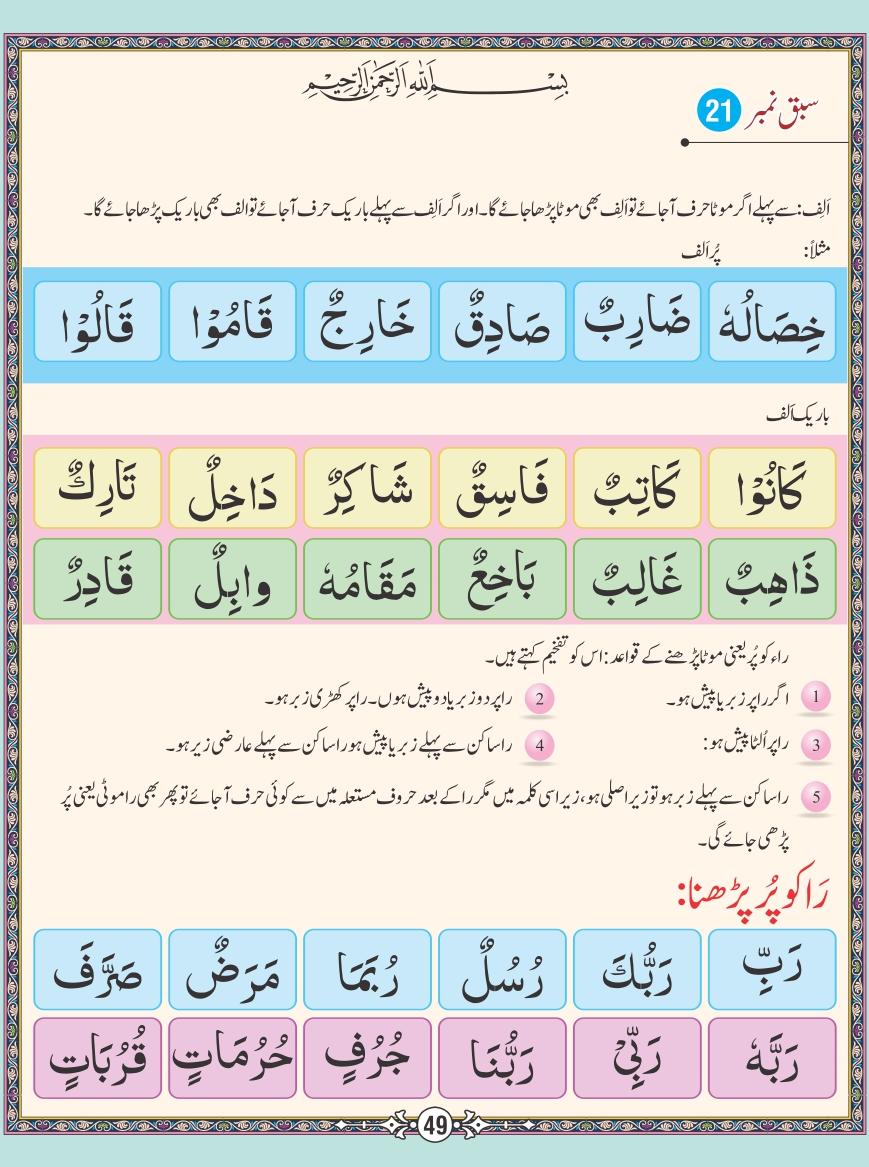 بِسْمِ اللهِ الرَّحْمٰنِ الرَّحِيْمِ
سبق نمبر 21
اَلِف: سے پہلے اگر موٹا حرف آجائے تو اَلِف بھی موٹا پڑھا جائے گا۔ اور اگر اَلِف سے پہلے باریک حرف آجائے تو الف بھی باریک پڑھا جائے گا۔
مثلاً: پُر اَلف
خِصَالُهٗ ضَارِبٌ صَادِقٌ خَارِجٌ قَامُوْا قَالُوْا
باریک اَلف
كَانُوْا كَاتِبٌ فَاسِقٌ شَاكِرٌ دَاخِلٌ تَارِكٌ
ذَاهِبٌ غَالِبٌ بَاخِعٌ مَقَامُهٗ وابِلٌ قَادِرٌ
راء کو پُر یعنی موٹا پڑھنے کے قواعد: اس کو تفخیم کہتے ہیں۔
1 اگر را پر زبر یا پیش ہو۔ 2 را پر دو زبر یا دو پیش ہوں۔ را پر کھڑی زبر ہو۔
3 را پر اُلٹا پیش ہو: 4 را ساکن سے پہلے زبر یا پیش ہو را ساکن سے پہلے عارضی زیر ہو۔
5 را ساکن سے پہلے زبر ہو تو زیر اصلی ہو، زیر اسی کلمہ میں مگر را کے بعد حروف مستعلہ میں سے کوئی حرف آجائے تو پھر بھی را موٹی یعنی پُر
پڑھی جائے گی۔
رَا کو پُر پڑھنا:
رَبِّ رَبُّكَ رُسُلٌ رُبَمَا مَرَضٌ صَرَّفَ
رَبَّهٗ رَبِّىْ رَبُّنَا جُرُفٍ حُرُمَاتٍ قُرُبَاتٍ
49